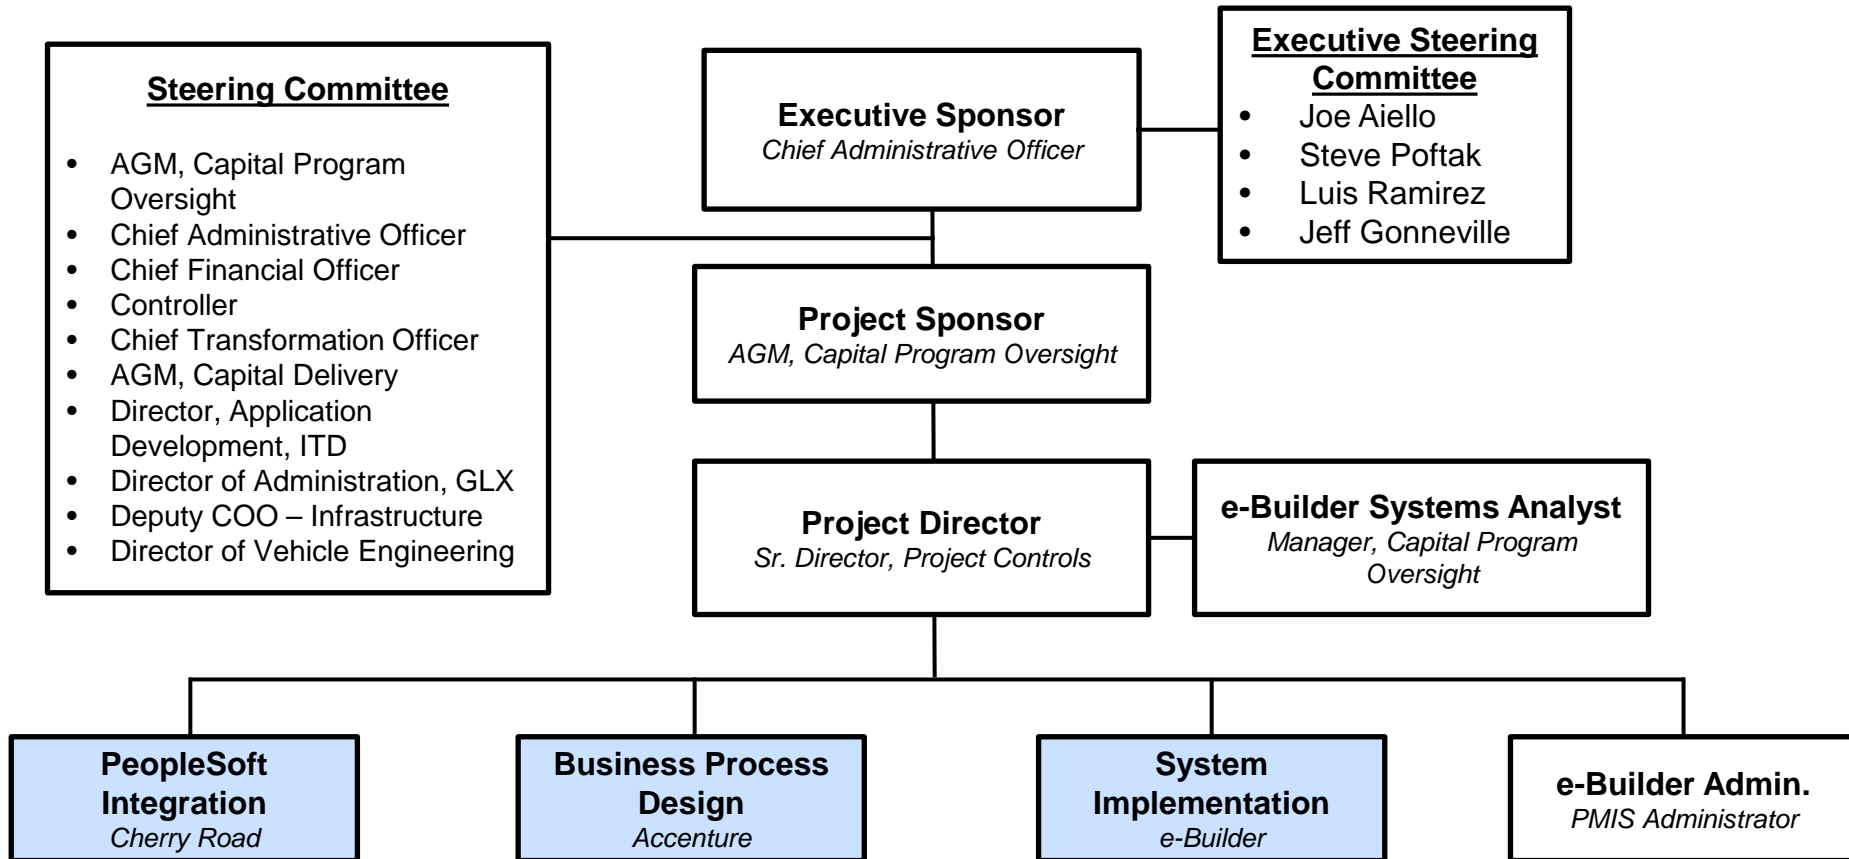 Steering Committee
• AGM, Capital Program
Oversight
• Chief Administrative Officer
• Chief Financial Officer
• Controller
• Chief Transformation Officer
• AGM, Capital Delivery
• Director, Application
Development, ITD
• Director of Administration, GLX
• Deputy COO – Infrastructure
• Director of Vehicle Engineering
Executive Sponsor
Chief Administrative Officer
Executive Steering
Committee
• Joe Aiello
• Steve Poftak
• Luis Ramirez
• Jeff Gonneville
Project Sponsor
AGM, Capital Program Oversight
Project Director
Sr. Director, Project Controls
e-Builder Systems Analyst
Manager, Capital Program
Oversight
PeopleSoft
Integration
Cherry Road
Business Process
Design
Accenture
System
Implementation
e-Builder
e-Builder Admin.
PMIS Administrator